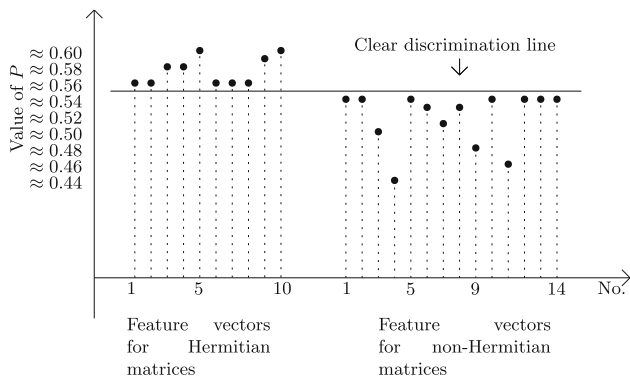 Clear discrimination line
Value of P
≈ 0.60
≈ 0.58
≈ 0.56
≈ 0.54
≈ 0.52
≈ 0.50
≈ 0.48
≈ 0.46
≈ 0.44
1 5 10 1 5 9 14 No.
Feature vectors
for Hermitian
matrices
Feature vectors
for non-Hermitian
matrices